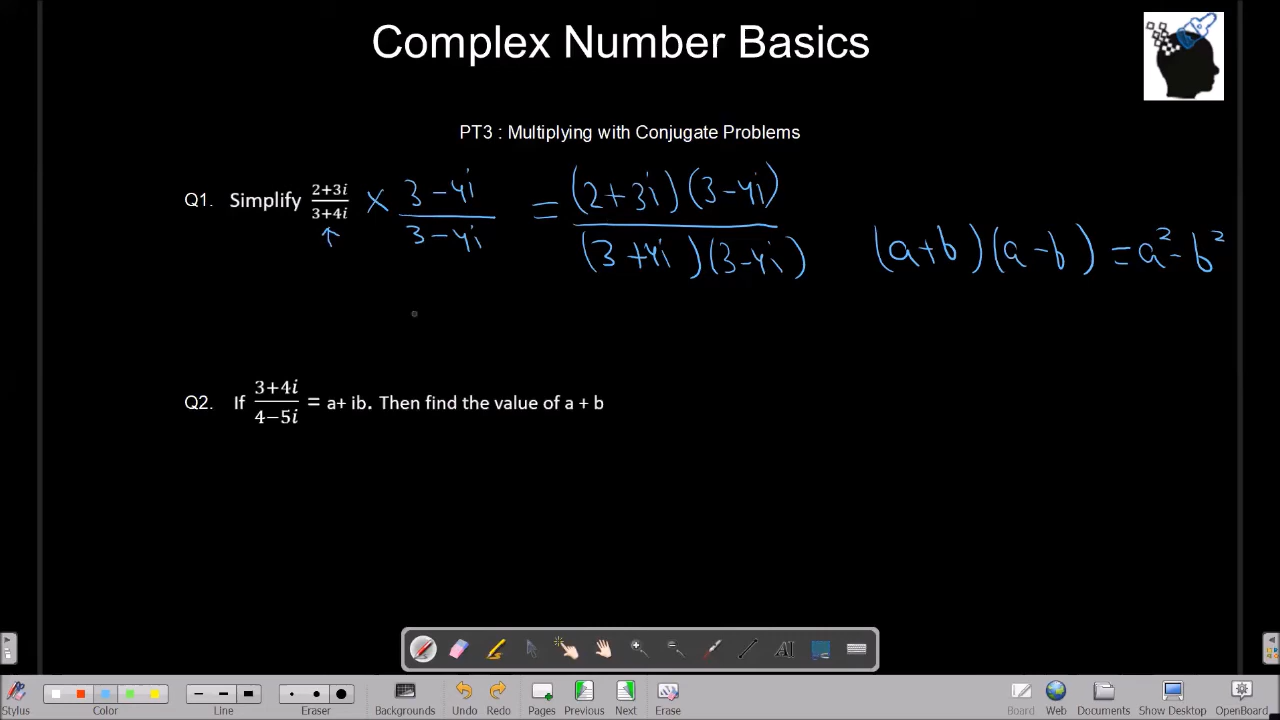 Complex Number Basics
PT3 : Multiplying with Conjugate Problems
Q1. Simplify (2+3i)/(3+4i) × (3-4i)/(3-4i) = ((2+3i)(3-4i))/((3+4i)(3-4i)) (a+b)(a-b) = a²-b²
Q2. If (3+4i)/(4−5i) = a+ ib. Then find the value of a + b
Stylus Color Line Eraser Backgrounds Undo Redo Pages Previous Next Erase Board Web Documents Show Desktop OpenBoard